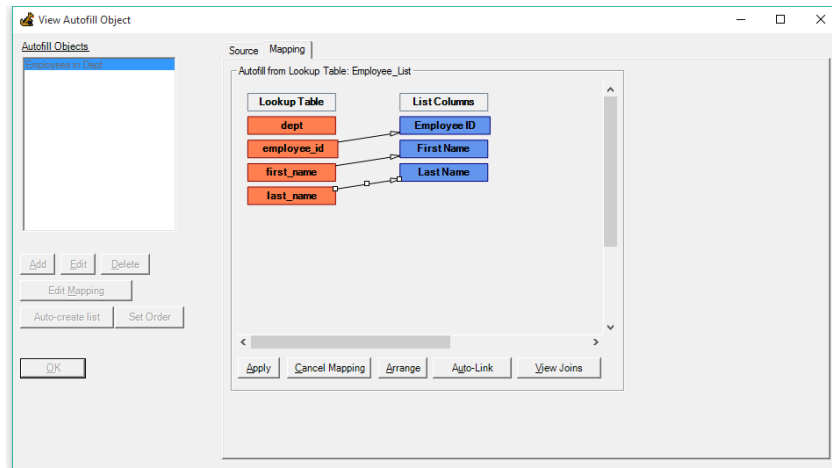 View Autofill Object
Autofill Objects
Employees in Dept
Add Edit Delete
Edit Mapping
Auto-create list Set Order
OK
Source Mapping
Autofill from Lookup Table: Employee_List
Lookup Table List Columns
dept Employee ID
employee_id First Name
first_name Last Name
last_name
Apply Cancel Mapping Arrange Auto-Link View Joins